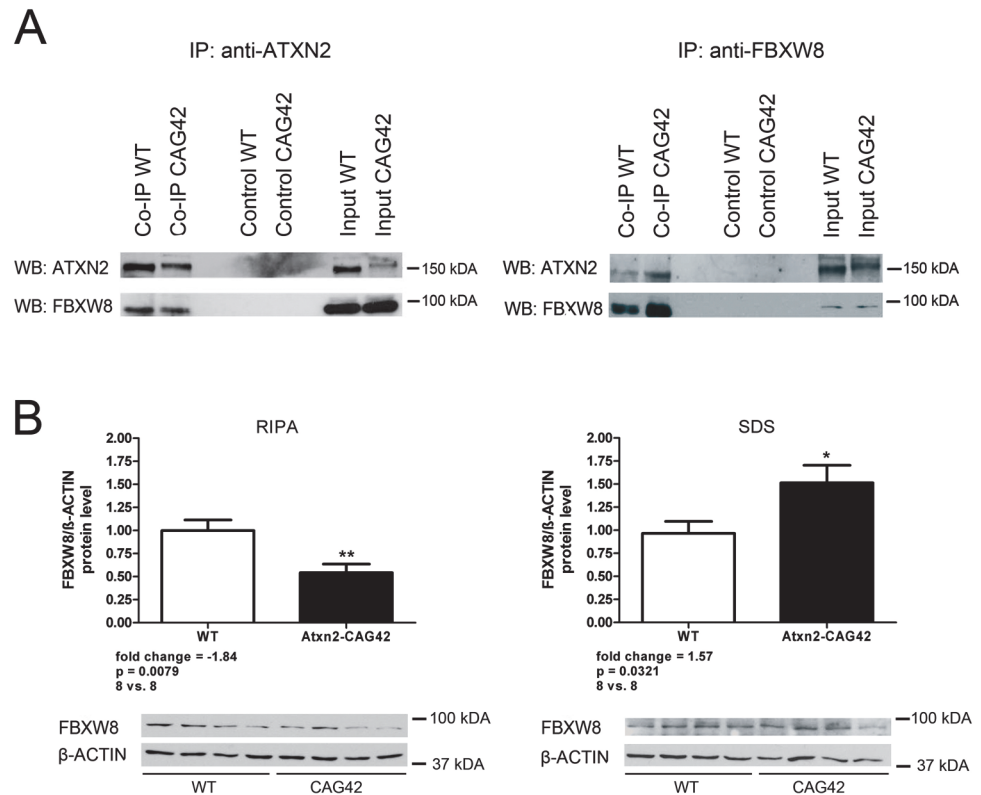 A
IP: anti-ATXN2
IP: anti-FBXW8
Co-IP WT
Co-IP CAG42
Control WT
Control CAG42
Input WT
Input CAG42
Co-IP WT
Co-IP CAG42
Control WT
Control CAG42
Input WT
Input CAG42
WB: ATXN2
150 kDA
WB: FBXW8
100 kDA
WB: ATXN2
150 kDA
WB: FBXW8
100 kDA
B
RIPA
FBXW8/ß-ACTIN
protein level
2.00
1.75
1.50
1.25
1.00
0.75
0.50
0.25
0.00
**
WT
Atxn2-CAG42
fold change = -1.84
p = 0.0079
8 vs. 8
FBXW8
100 kDA
β-ACTIN
37 kDA
WT
CAG42
SDS
FBXW8/ß-ACTIN
protein level
2.00
1.75
1.50
1.25
1.00
0.75
0.50
0.25
0.00
*
WT
Atxn2-CAG42
fold change = 1.57
p = 0.0321
8 vs. 8
FBXW8
100 kDA
β-ACTIN
37 kDA
WT
CAG42